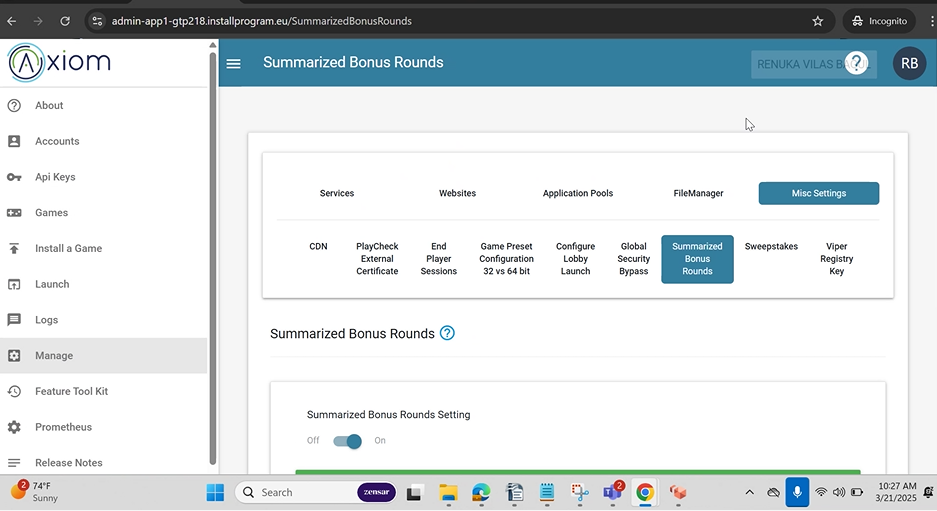 admin-app1-gtp218.installprogram.eu/SummarizedBonusRounds
Incognito
Axiom
Summarized Bonus Rounds
RENUKA VILAS
?
RB
About
Accounts
Api Keys
Games
Install a Game
Launch
Logs
Manage
Feature Tool Kit
Prometheus
Release Notes
Services
Websites
Application Pools
FileManager
Misc Settings
CDN
PlayCheck
External
Certificate
End
Player
Sessions
Game Preset
Configuration
32 vs 64 bit
Configure
Lobby
Launch
Global
Security
Bypass
Summarized
Bonus
Rounds
Sweepstakes
Viper
Registry
Key
Summarized Bonus Rounds ?
Summarized Bonus Rounds Setting
Off
On
2
74°F
Sunny
Search
zensar
2
10:27 AM
3/21/2025